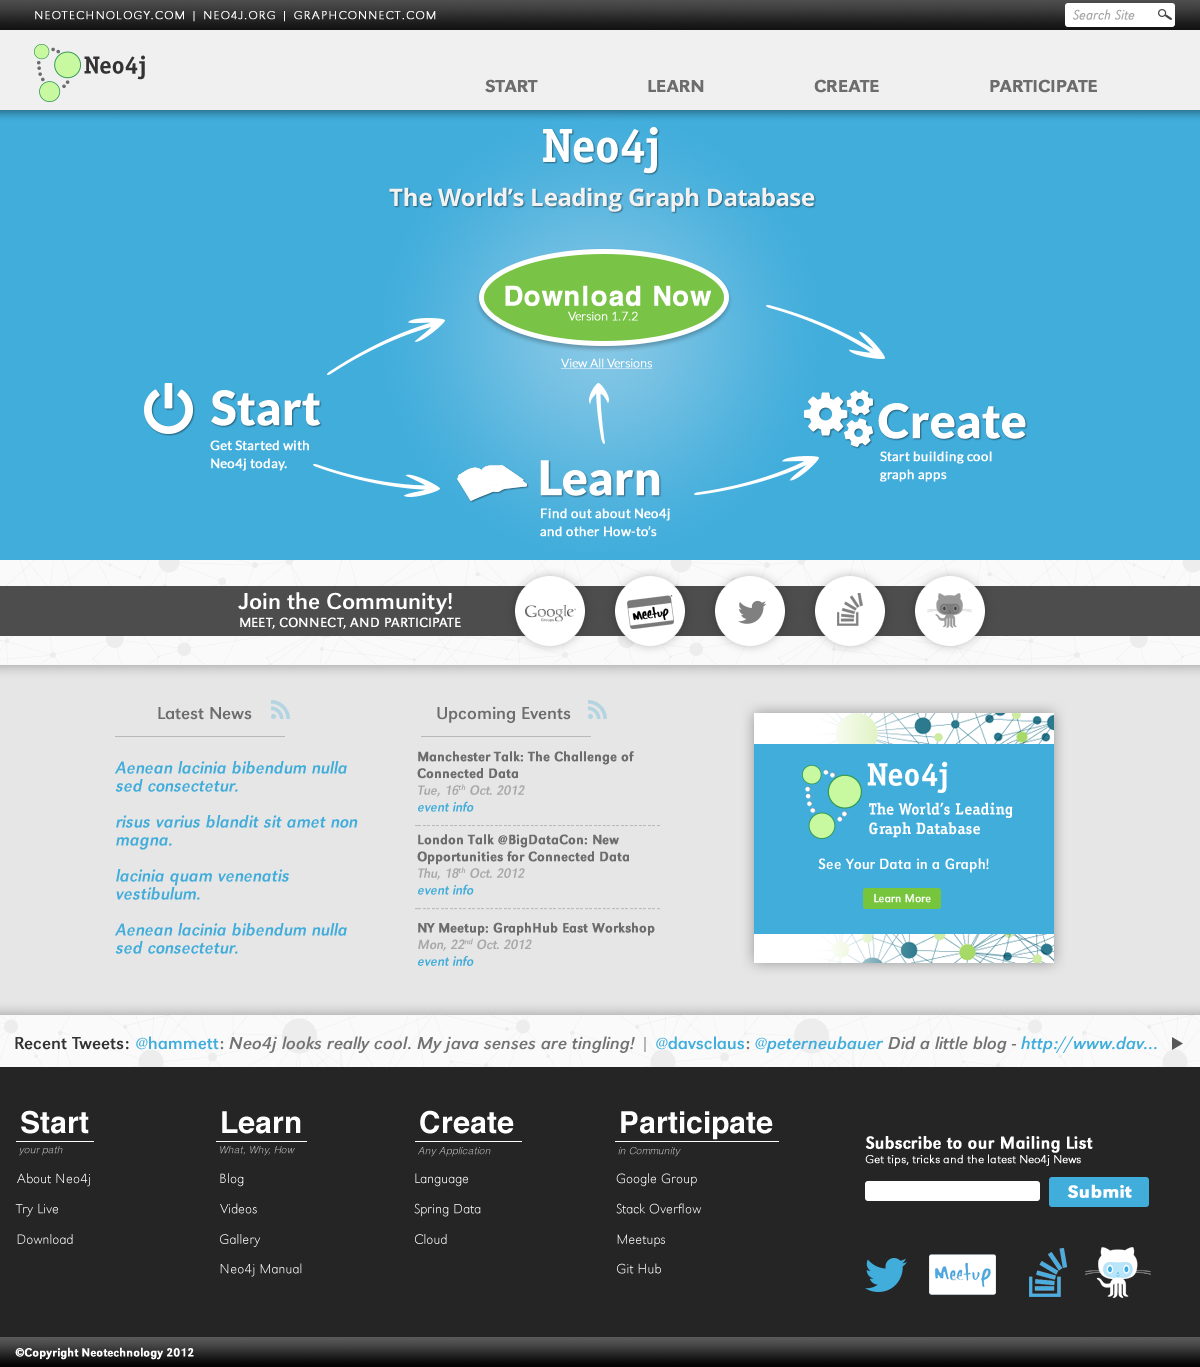 NEOTECHNOLOGY.COM | NEO4J.ORG | GRAPHCONNECT.COM
Search Site
Neo4j
START LEARN CREATE PARTICIPATE
Neo4j
The World's Leading Graph Database
Download Now
Version 1.7.2
View All Versions
Start
Get Started with
Neo4j today.
Learn
Find out about Neo4j
and other How-to's
Create
Start building cool
graph apps
Join the Community!
MEET, CONNECT, AND PARTICIPATE
Google
Groups
Meetup
Latest News
Aenean lacinia bibendum nulla
sed consectetur.
risus varius blandit sit amet non
magna.
lacinia quam venenatis
vestibulum.
Aenean lacinia bibendum nulla
sed consectetur.
Upcoming Events
Manchester Talk: The Challenge of
Connected Data
Tue, 16th Oct. 2012
event info
London Talk @BigDataCon: New
Opportunities for Connected Data
Thu, 18th Oct. 2012
event info
NY Meetup: GraphHub East Workshop
Mon, 22nd Oct. 2012
event info
Neo4j
The World's Leading
Graph Database
See Your Data in a Graph!
Learn More
Recent Tweets: @hammett: Neo4j looks really cool. My java senses are tingling! | @davsclaus: @peterneubauer Did a little blog - http://www.dav...
Start
your path
About Neo4j
Try Live
Download
Learn
What, Why, How
Blog
Videos
Gallery
Neo4j Manual
Create
Any Application
Language
Spring Data
Cloud
Participate
in Community
Google Group
Stack Overflow
Meetups
Git Hub
Subscribe to our Mailing List
Get tips, tricks and the latest Neo4j News
Submit
Meetup
©Copyright Neotechnology 2012